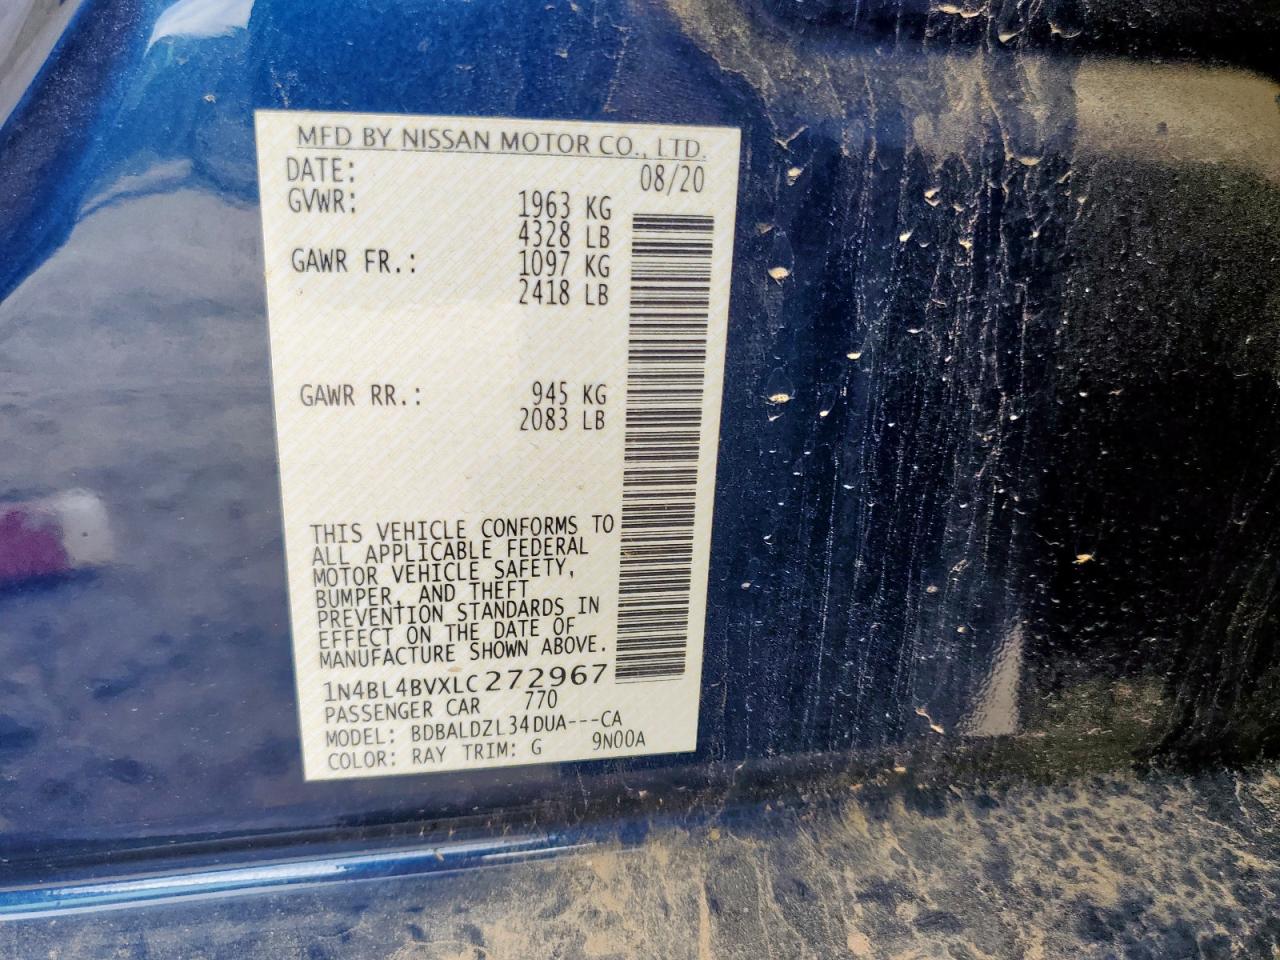 MFD BY NISSAN MOTOR CO., LTD.
DATE: 08/20
GVWR: 1963 KG
4328 LB
GAWR FR.: 1097 KG
2418 LB
GAWR RR.: 945 KG
2083 LB
THIS VEHICLE CONFORMS TO
ALL APPLICABLE FEDERAL
MOTOR VEHICLE SAFETY,
BUMPER, AND THEFT
PREVENTION STANDARDS IN
EFFECT ON THE DATE OF
MANUFACTURE SHOWN ABOVE.
1N4BL4BVXLC272967
PASSENGER CAR 770
MODEL: BDBALDZL34DUA---CA
COLOR: RAY TRIM: G 9N00A